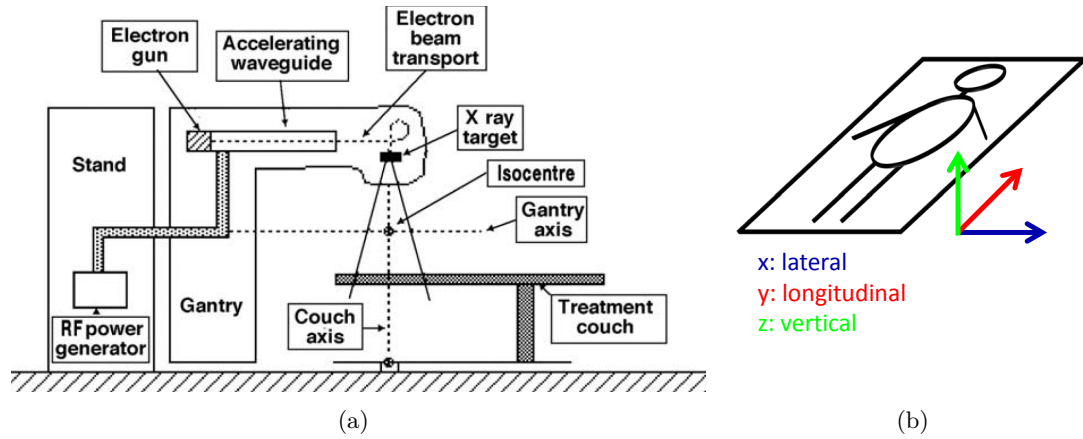 Electron
gun
Accelerating
waveguide
Electron
beam
transport
X ray
target
Stand
Isocentre
Gantry
axis
Gantry
Couch
axis
Treatment
couch
RF power
generator
(a)
x: lateral
y: longitudinal
z: vertical
(b)